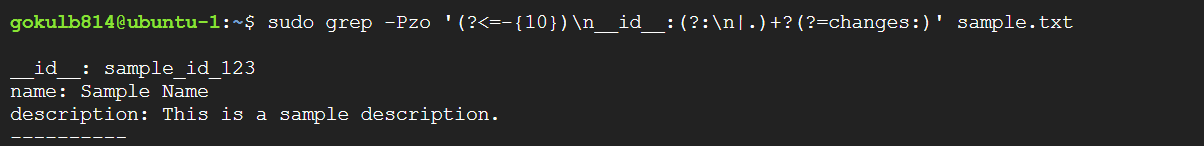 gokulb814@ubuntu-1:~$ sudo grep -Pzo '(?<=-{10})\n__id__:(?:\n|.)+?(?=changes:)' sample.txt
__id__: sample_id_123
name: Sample Name
description: This is a sample description.
----------